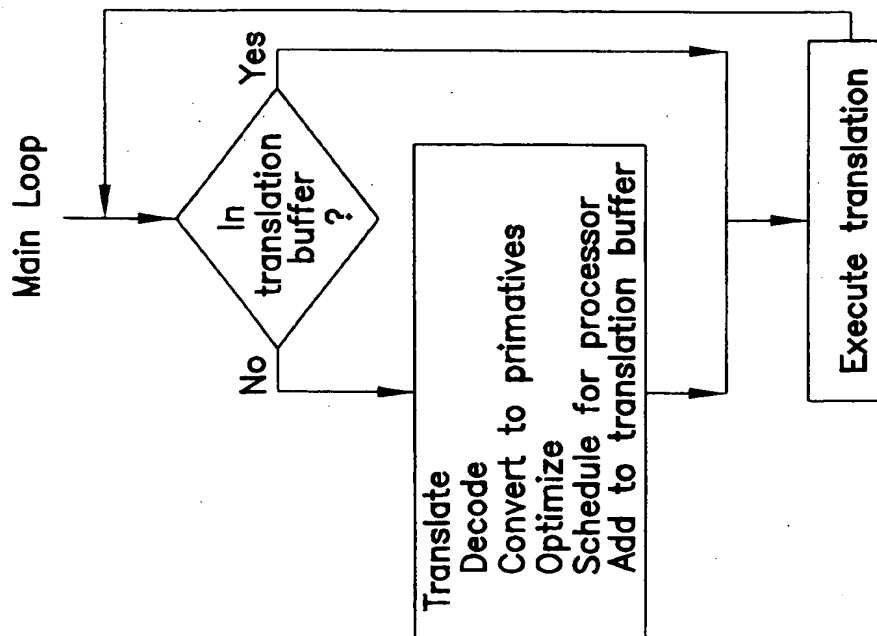 Main Loop
In
translation
buffer
?
Yes
No
Translate
Decode
Convert to primatives
Optimize
Schedule for processor
Add to translation buffer
Execute translation